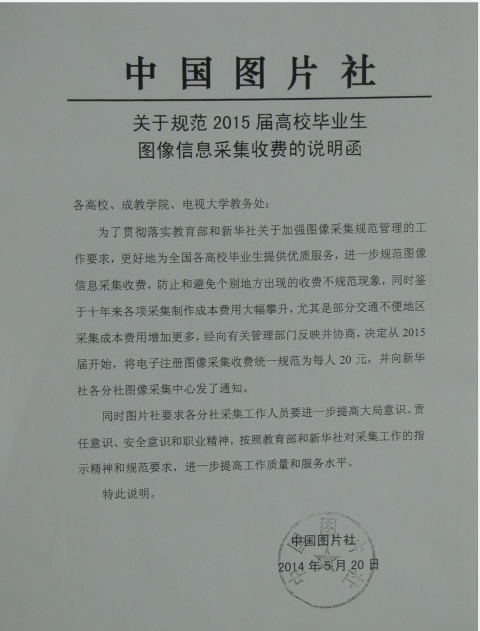 中国图片社
关于规范 2015 届高校毕业生
图像信息采集收费的说明函
各高校、成教学院、电视大学教务处：
为了贯彻落实教育部和新华社关于加强图像采集规范管理的工
作要求，更好地为全国各高校毕业生提供优质服务，进一步规范图像
信息采集收费，防止和避免个别地方出现的收费不规范现象，同时鉴
于十年来各项采集制作成本费用大幅攀升，尤其是部分交通不便地区
采集成本费用增加更多，经向有关管理部门反映并协商，决定从 2015
届开始，将电子注册图像采集收费统一规范为每人 20 元，并向新华
社各分社图像采集中心发了通知。
同时图片社要求各分社采集工作人员要进一步提高大局意识、责
任意识、安全意识和职业精神，按照教育部和新华社对采集工作的指
示精神和规范要求，进一步提高工作质量和服务水平。
特此说明。
中国图片社
中国图片社
2014 年 5 月 20 日